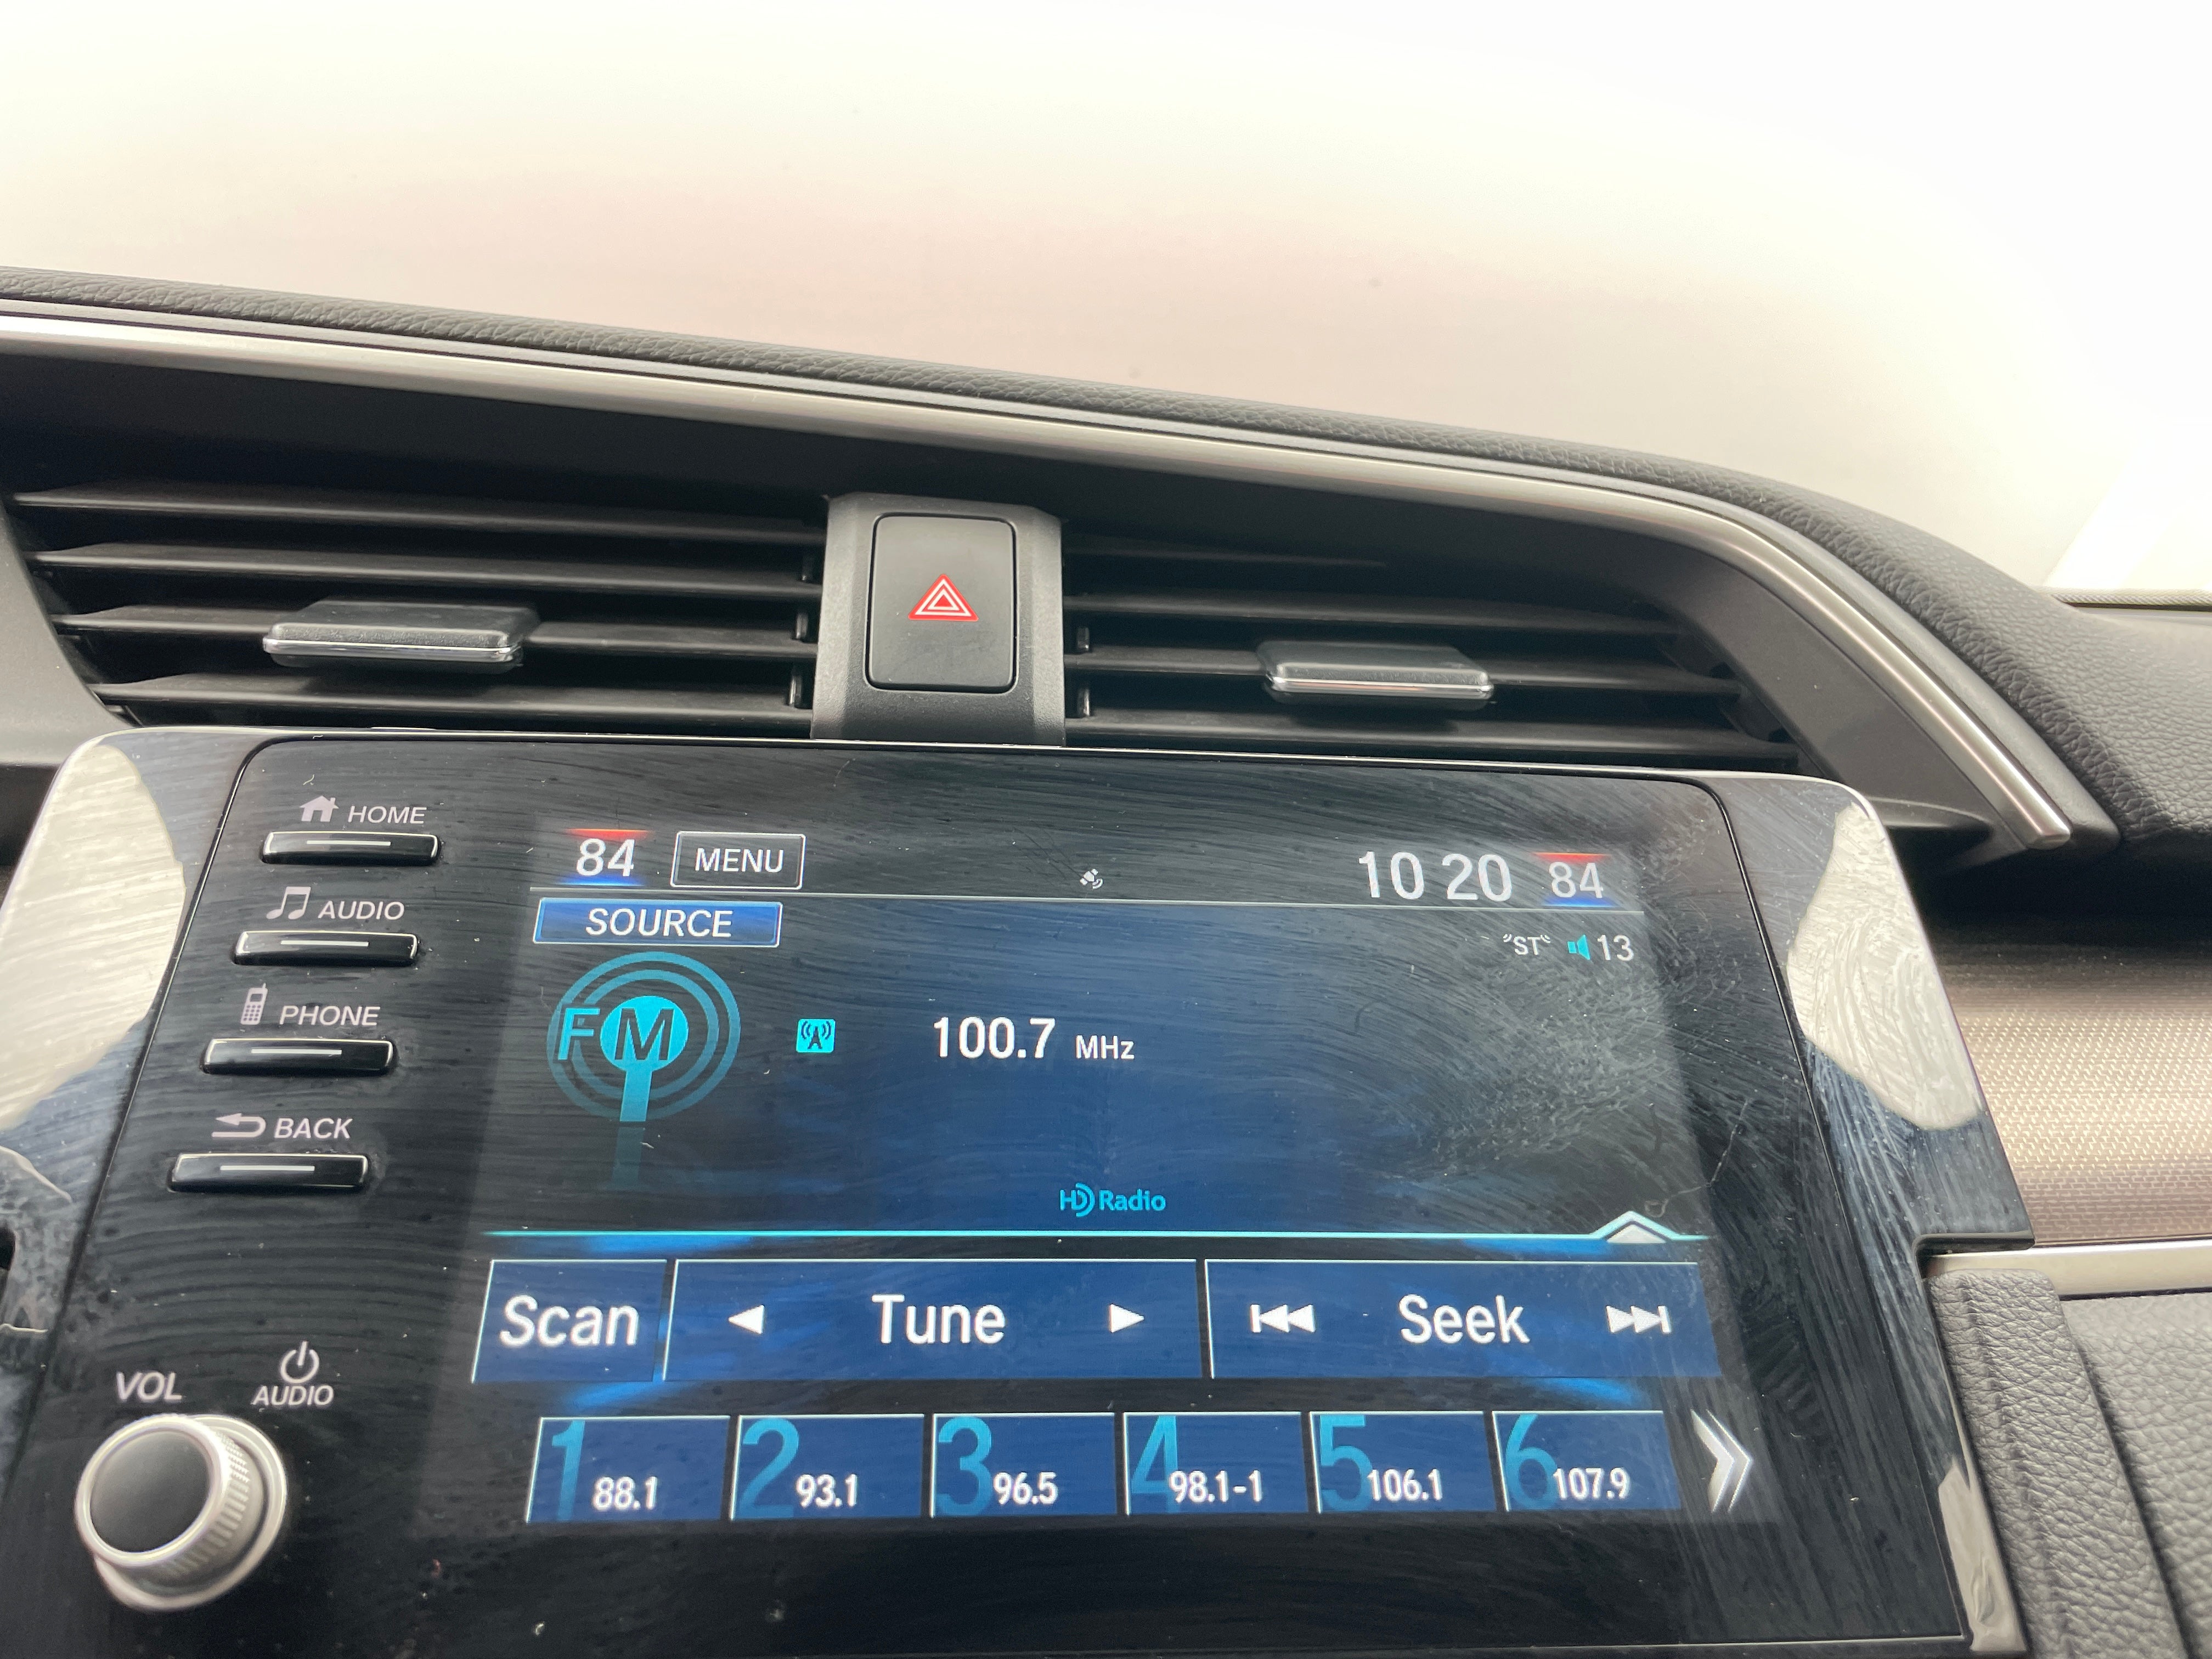 HOME
84 MENU 10 20 84
AUDIO
SOURCE
"ST" 13
PHONE
FM 100.7 MHz
BACK
HD Radio
Scan Tune Seek
VOL AUDIO
1 88.1 2 93.1 3 96.5 4 98.1-1 5 106.1 6 107.9